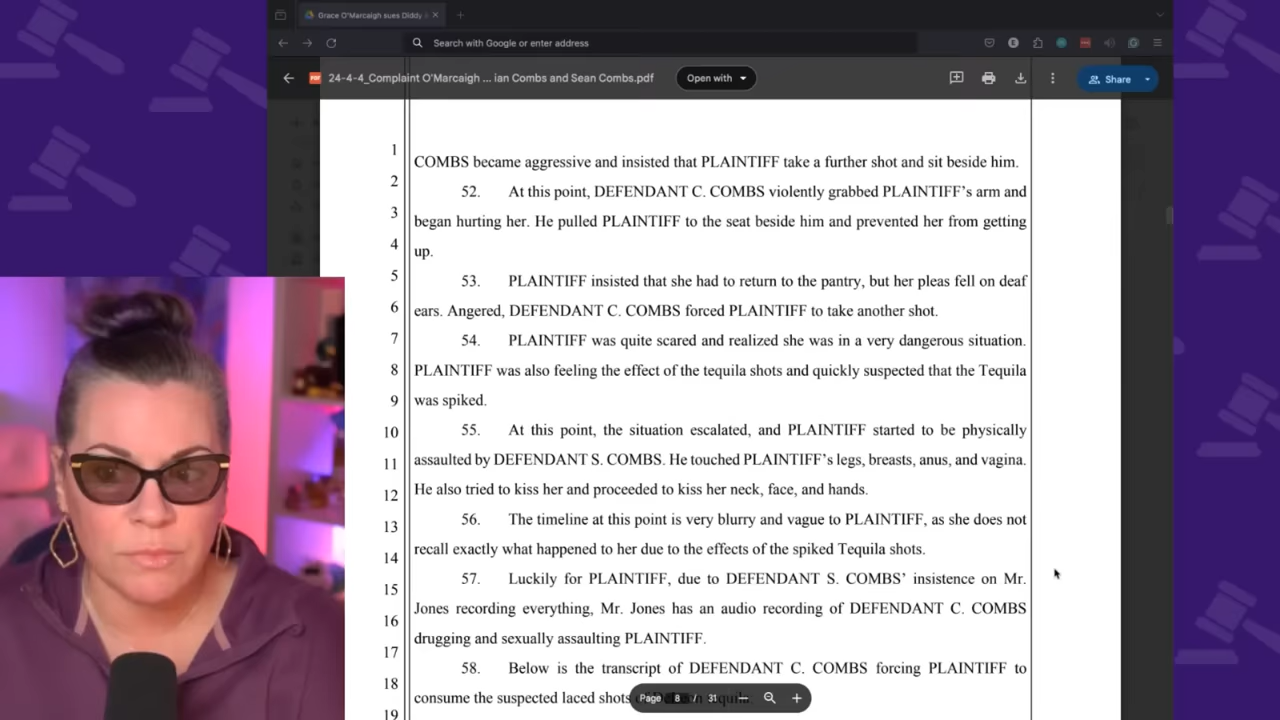 Grace O'Marcaigh sues Diddy
Search with Google or enter address
24-4-4_Complaint O'Marcaigh ... ian Combs and Sean Combs.pdf
Open with
Share
1
COMBS became aggressive and insisted that PLAINTIFF take a further shot and sit beside him.
2
52. At this point, DEFENDANT C. COMBS violently grabbed PLAINTIFF's arm and
3
began hurting her. He pulled PLAINTIFF to the seat beside him and prevented her from getting
4
up.
5
53. PLAINTIFF insisted that she had to return to the pantry, but her pleas fell on deaf
6
ears. Angered, DEFENDANT C. COMBS forced PLAINTIFF to take another shot.
7
54. PLAINTIFF was quite scared and realized she was in a very dangerous situation.
8
PLAINTIFF was also feeling the effect of the tequila shots and quickly suspected that the Tequila
9
was spiked.
10
55. At this point, the situation escalated, and PLAINTIFF started to be physically
11
assaulted by DEFENDANT S. COMBS. He touched PLAINTIFF's legs, breasts, anus, and vagina.
12
He also tried to kiss her and proceeded to kiss her neck, face, and hands.
13
56. The timeline at this point is very blurry and vague to PLAINTIFF, as she does not
14
recall exactly what happened to her due to the effects of the spiked Tequila shots.
15
57. Luckily for PLAINTIFF, due to DEFENDANT S. COMBS' insistence on Mr.
16
Jones recording everything, Mr. Jones has an audio recording of DEFENDANT C. COMBS
17
drugging and sexually assaulting PLAINTIFF.
18
58. Below is the transcript of DEFENDANT C. COMBS forcing PLAINTIFF to
19
consume the suspected laced shots
Page 8 / 31